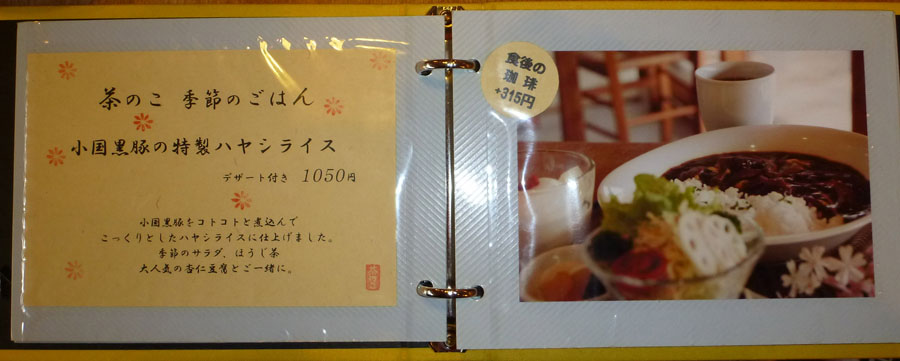 茶のこ 季節のごはん
小国黒豚の特製ハヤシライス
デザート付き 1050円
小国黒豚をコトコトと煮込んで
こっくりとしたハヤシライスに仕上げました。
季節のサラダ、ほうじ茶
大人気の杏仁豆腐とご一緒に。
食後の
珈琲
+315円